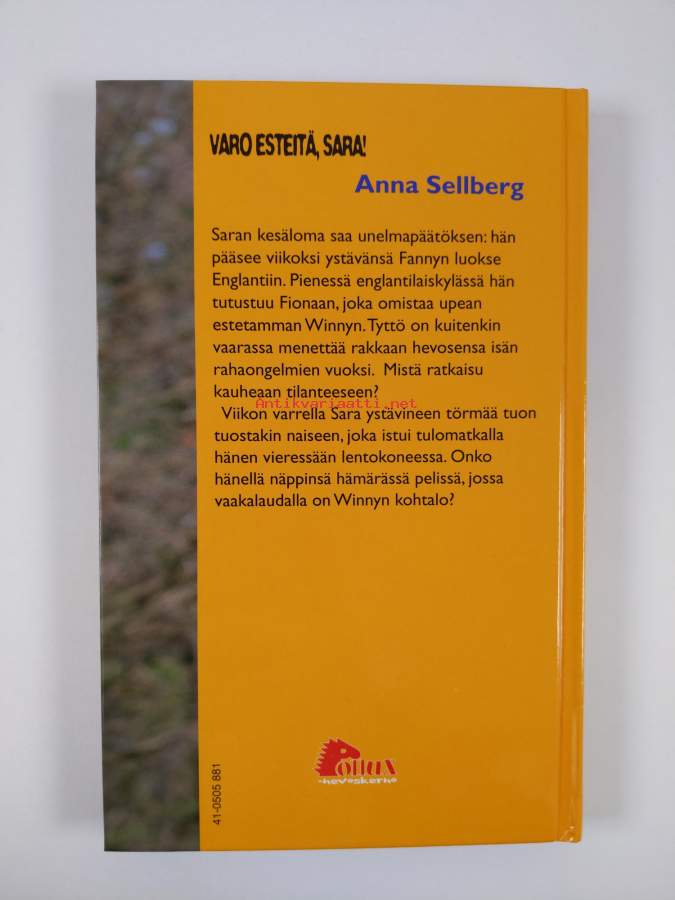 VARO ESTEITÄ, SARA!
Anna Sellberg
Saran kesäloma saa unelmapäätöksen: hän
pääsee viikoksi ystävänsä Fannyn luokse
Englantiin. Pienessä englantilaiskylässä hän
tutustuu Fionaan, joka omistaa upean
estetamman Winnyn. Tyttö on kuitenkin
vaarassa menettää rakkaan hevosensa isän
rahaongelmien vuoksi. Mistä ratkaisu
kauheaan tilanteeseen?
Antikvariaatti.net
Viikon varrella Sara ystävineen törmää tuon
tuostakin naiseen, joka istui tulomatkalla
hänen vieressään lentokoneessa. Onko
hänellä näppinsä hämärässä pelissä, jossa
vaakalaudalla on Winnyn kohtalo?
Pollux
-hevoskerho
41-0505 881